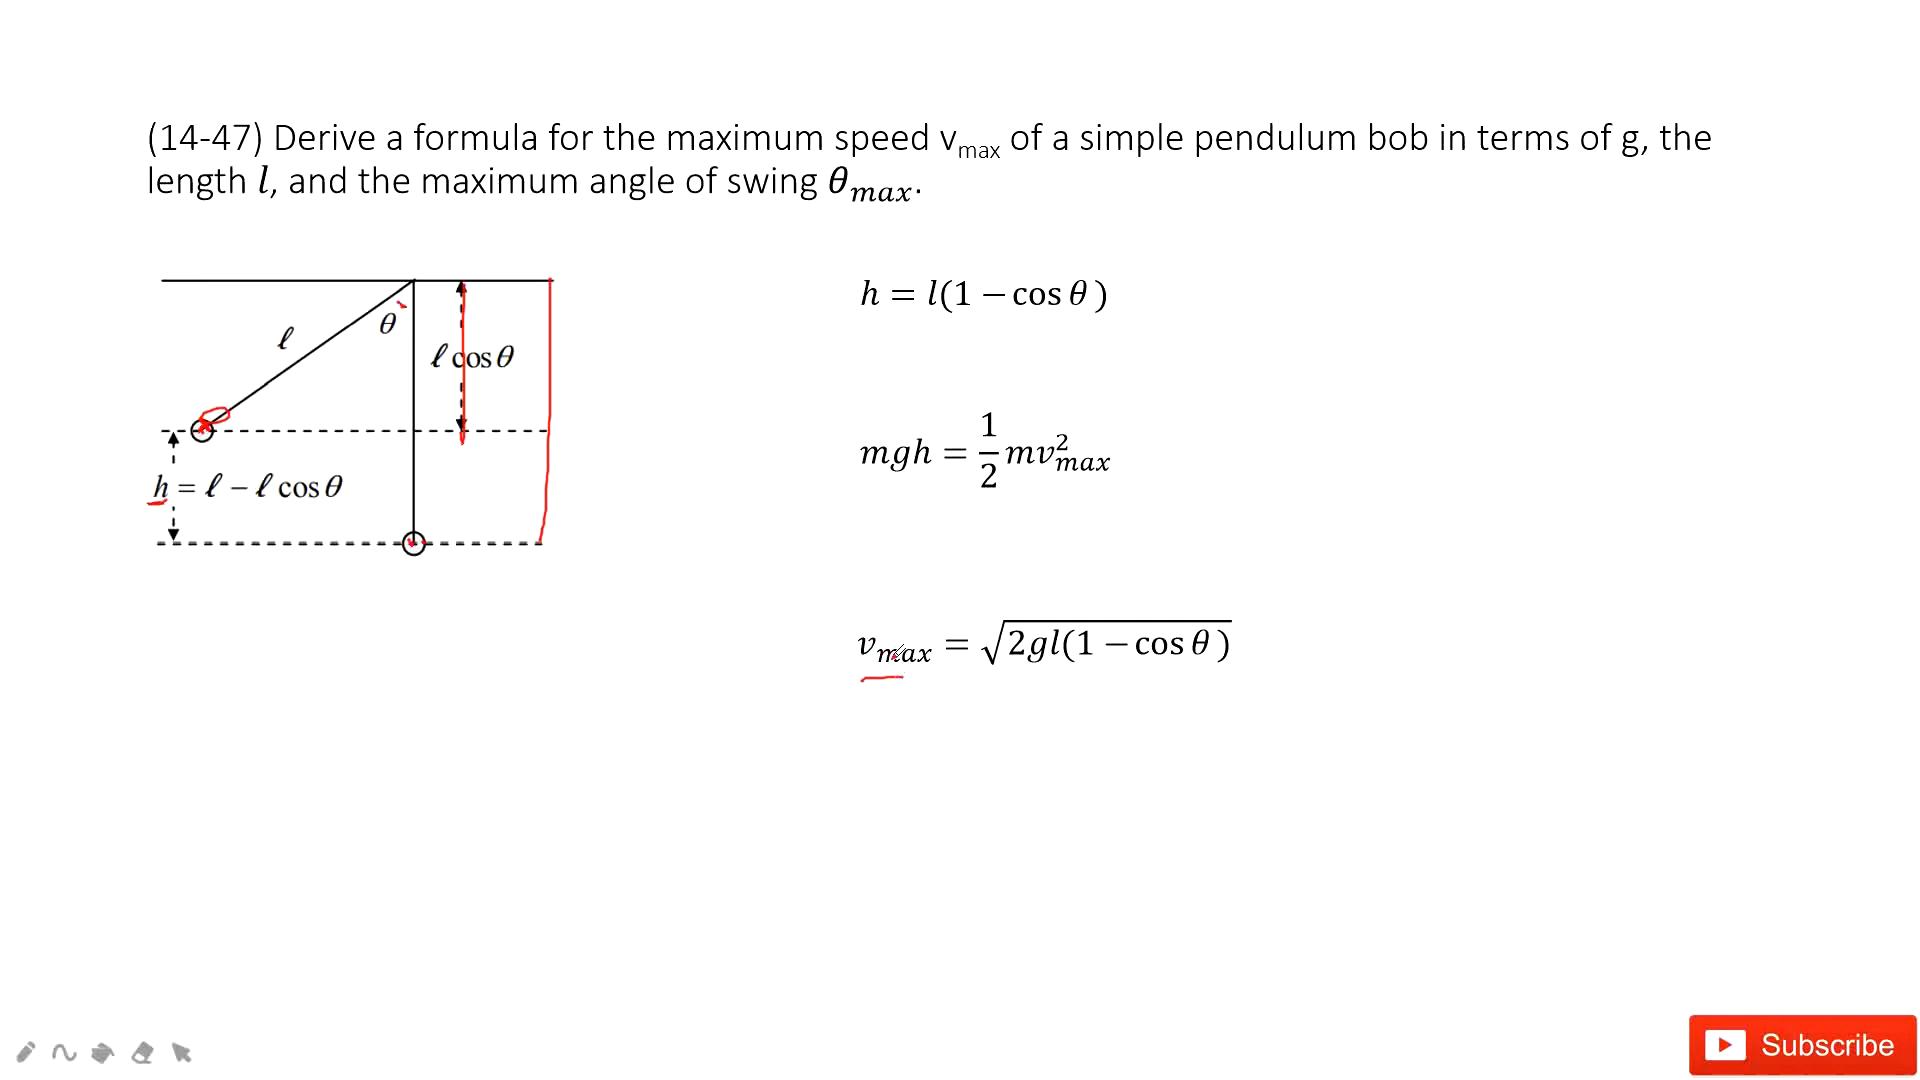 (14-47) Derive a formula for the maximum speed vₘₐₓ of a simple pendulum bob in terms of g, the
length l, and the maximum angle of swing θₘₐₓ.
h = l(1 − cos θ)
θ
ℓ
ℓ cos θ
mgh = 1/2 mv²ₘₐₓ
h = ℓ − ℓ cos θ
vₘₐₓ = √(2gl(1 − cos θ))
Subscribe